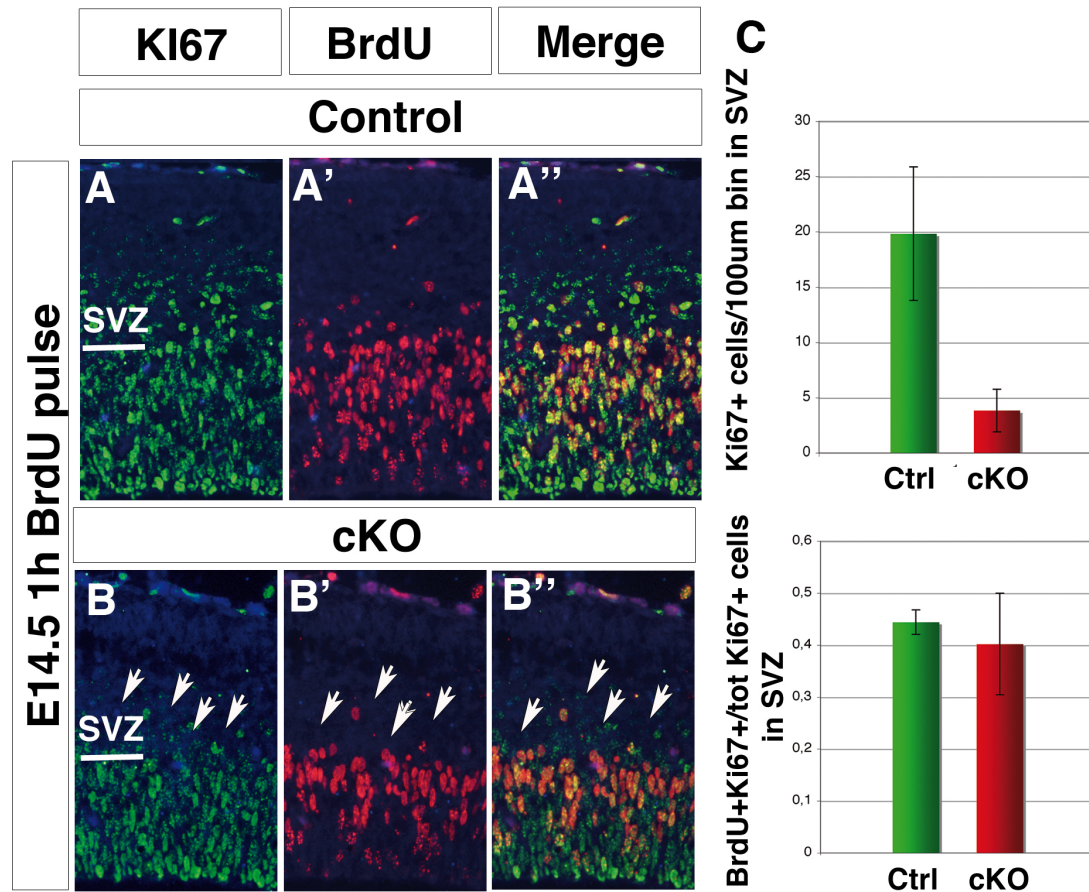 KI67
BrdU
Merge
Control
E14.5 1h BrdU pulse
A
SVZ
A’
A’’
cKO
B
SVZ
B’
B’’
C
Ki67+ cells/100um bin in SVZ
30
25
20
15
10
5
0
Ctrl
cKO
BrdU+Ki67+/tot Ki67+ cells
in SVZ
0,6
0,5
0,4
0,3
0,2
0,1
0
Ctrl
cKO